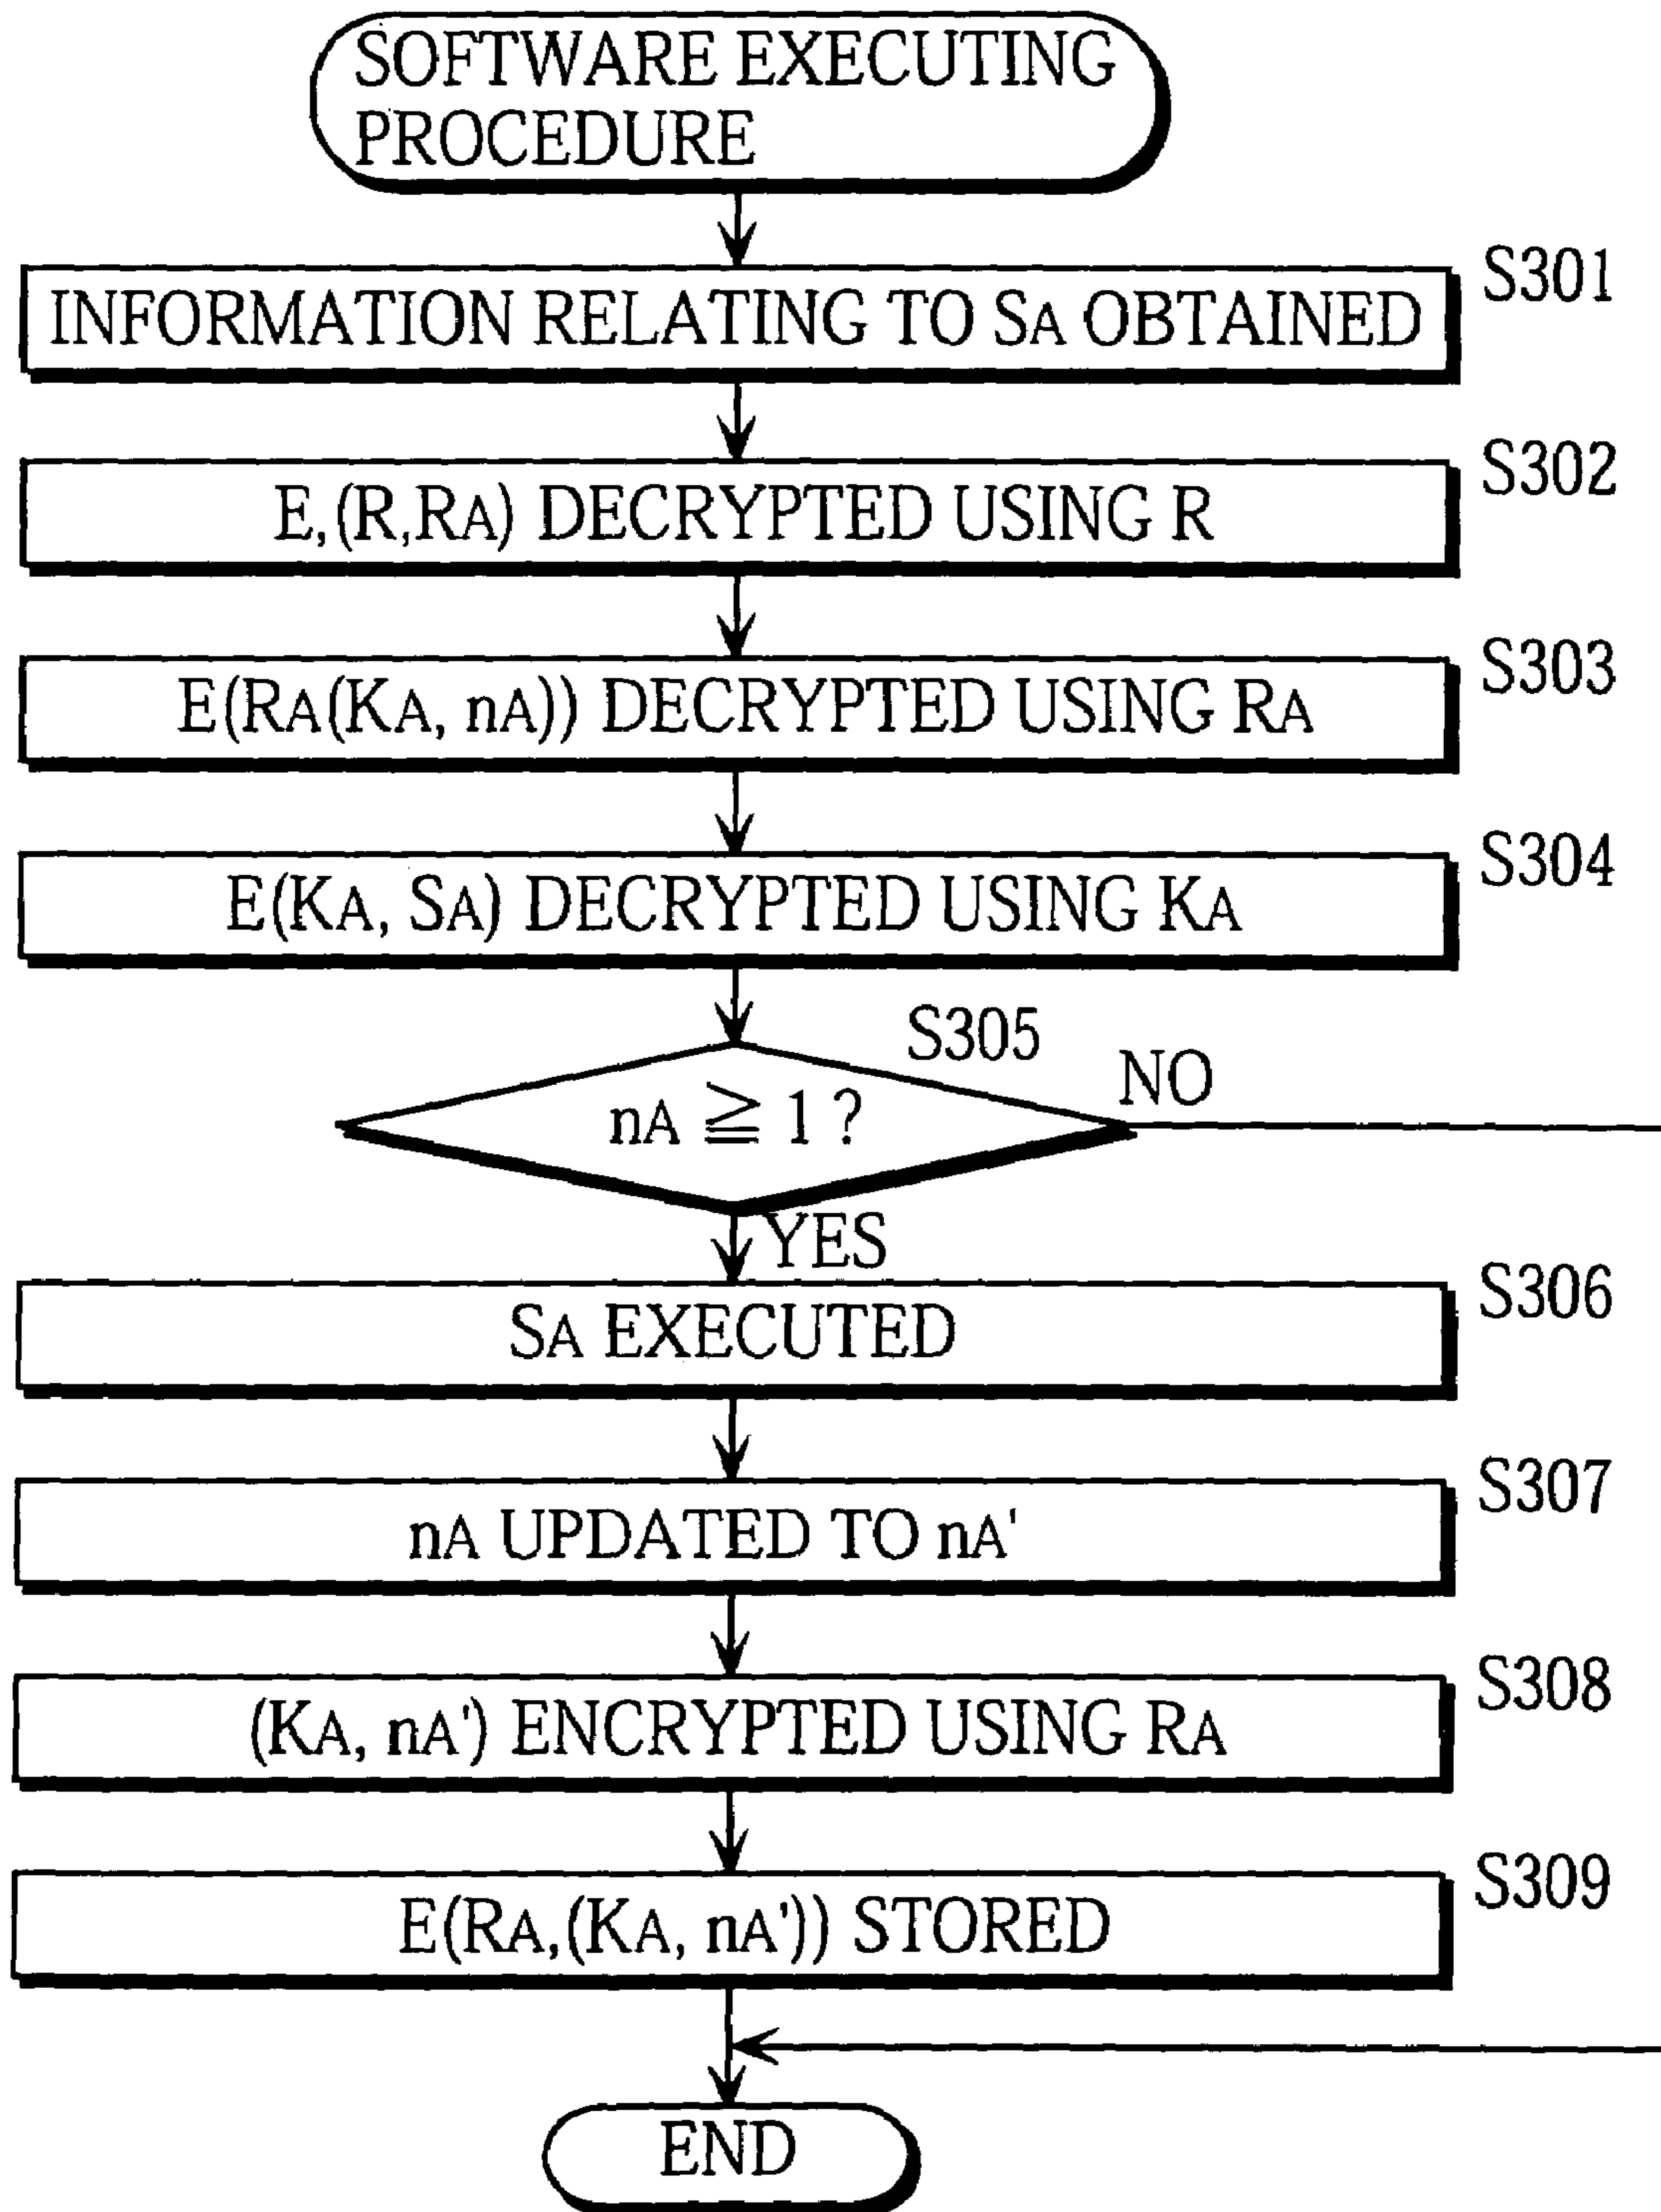 SOFTWARE EXECUTING
PROCEDURE
S301
INFORMATION RELATING TO SA OBTAINED
S302
E,(R,RA) DECRYPTED USING R
S303
E(RA(KA, nA)) DECRYPTED USING RA
S304
E(KA, SA) DECRYPTED USING KA
S305
nA ≧ 1 ?
NO
YES
S306
SA EXECUTED
S307
nA UPDATED TO nA'
S308
(KA, nA') ENCRYPTED USING RA
S309
E(RA,(KA, nA')) STORED
END